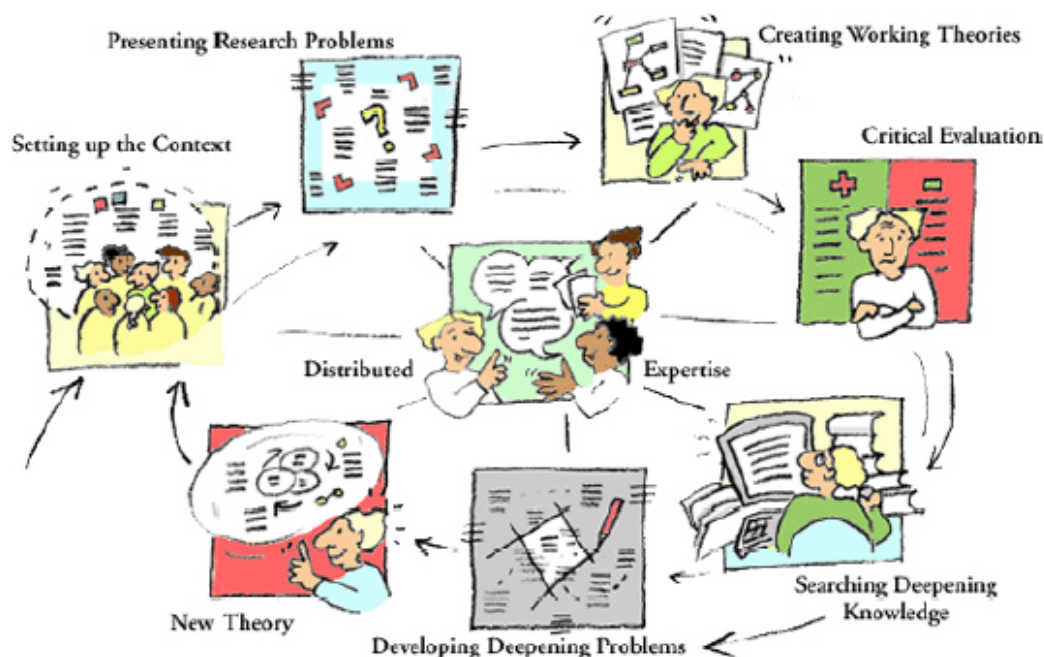 Presenting Research Problems
Creating Working Theories
Setting up the Context
Critical Evaluation
Distributed
Expertise
New Theory
Searching Deepening
Knowledge
Developing Deepening Problems